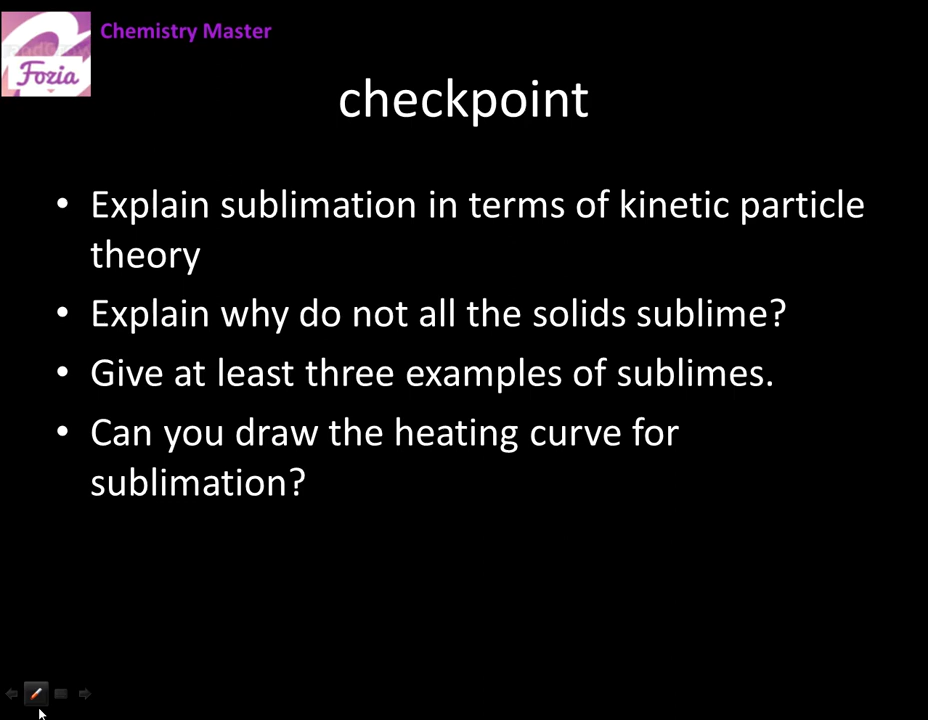 Chemistry Master
Fozia
checkpoint
• Explain sublimation in terms of kinetic particle
theory
• Explain why do not all the solids sublime?
• Give at least three examples of sublimes.
• Can you draw the heating curve for
sublimation?